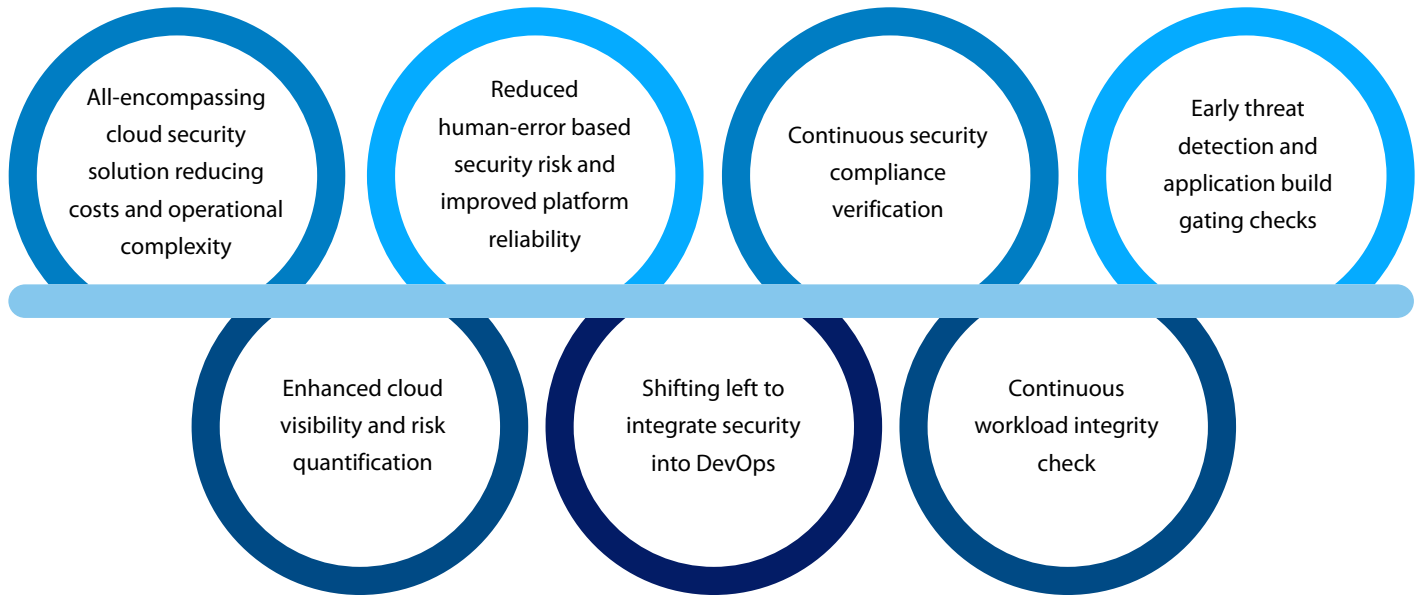 All-encompassing
cloud security
solution reducing
costs and operational
complexity
Reduced
human-error based
security risk and
improved platform
reliability
Continuous security
compliance
verification
Early threat
detection and
application build
gating checks
Enhanced cloud
visibility and risk
quantification
Shifting left to
integrate security
into DevOps
Continuous
workload integrity
check